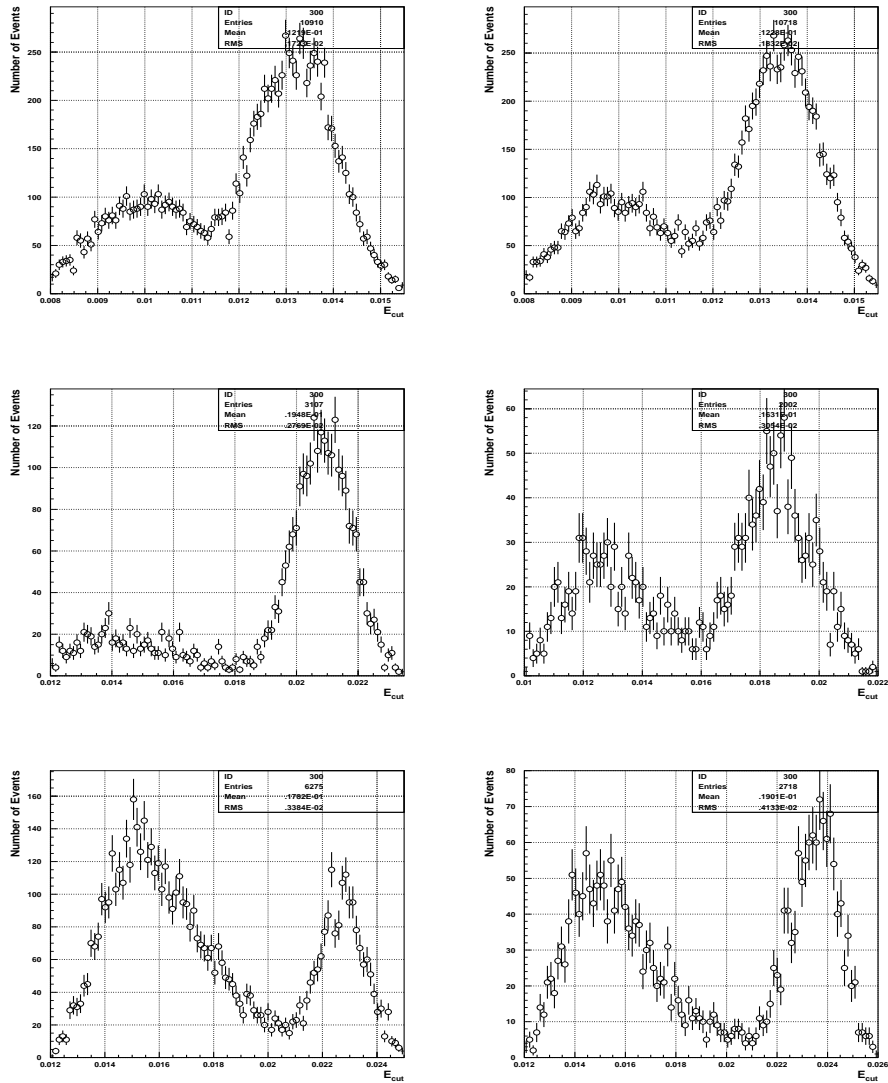 Number of Events
ID 300
Entries 10910
Mean .1219E-01
RMS
250
200
150
100
50
0
0.008 0.009 0.01 0.011 0.012 0.013 0.014 0.015
E_cut
Number of Events
ID 300
Entries 10718
Mean .1228E-01
RMS .1832E-02
250
200
150
100
50
0
0.008 0.009 0.01 0.011 0.012 0.013 0.014 0.015
E_cut
Number of Events
ID 300
Entries 3107
Mean .1948E-01
RMS .2769E-02
120
100
80
60
40
20
0
0.012 0.014 0.016 0.018 0.02 0.022
E_cut
Number of Events
ID 300
Entries 2002
Mean .1631E-01
RMS .3054E-02
60
50
40
30
20
10
0
0.01 0.012 0.014 0.016 0.018 0.02 0.022
E_cut
Number of Events
ID 300
Entries 6275
Mean .1782E-01
RMS .3384E-02
160
140
120
100
80
60
40
20
0
0.012 0.014 0.016 0.018 0.02 0.022 0.024
E_cut
Number of Events
ID 300
Entries 2718
Mean .1901E-01
RMS .4133E-02
80
70
60
50
40
30
20
10
0
0.012 0.014 0.016 0.018 0.02 0.022 0.024 0.026
E_cut